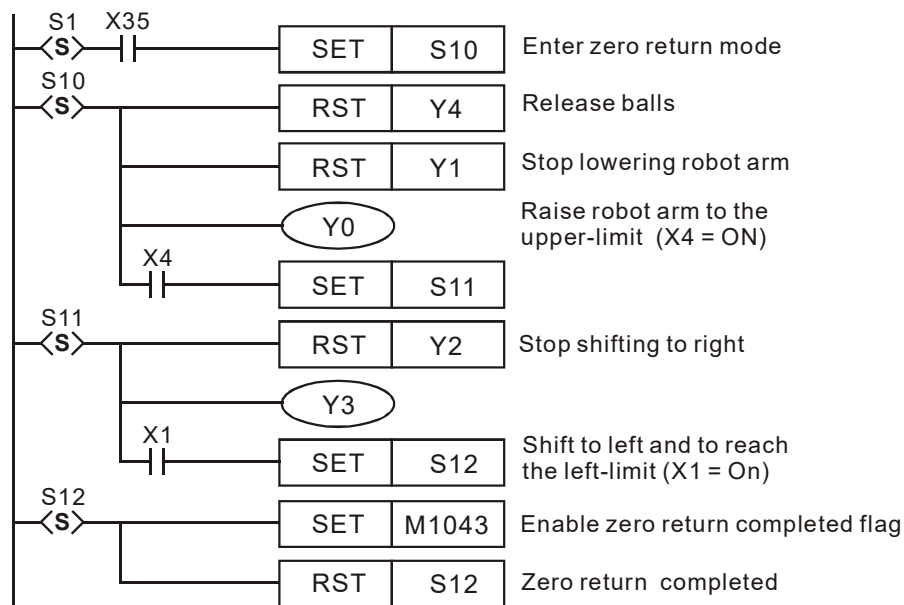 S1 X35
S SET S10 Enter zero return mode
S10
S RST Y4 Release balls
RST Y1 Stop lowering robot arm
Y0 Raise robot arm to the
upper-limit (X4 = ON)
X4
SET S11
S11
S RST Y2 Stop shifting to right
Y3
X1
SET S12 Shift to left and to reach
the left-limit (X1 = On)
S12
S SET M1043 Enable zero return completed flag
RST S12 Zero return completed